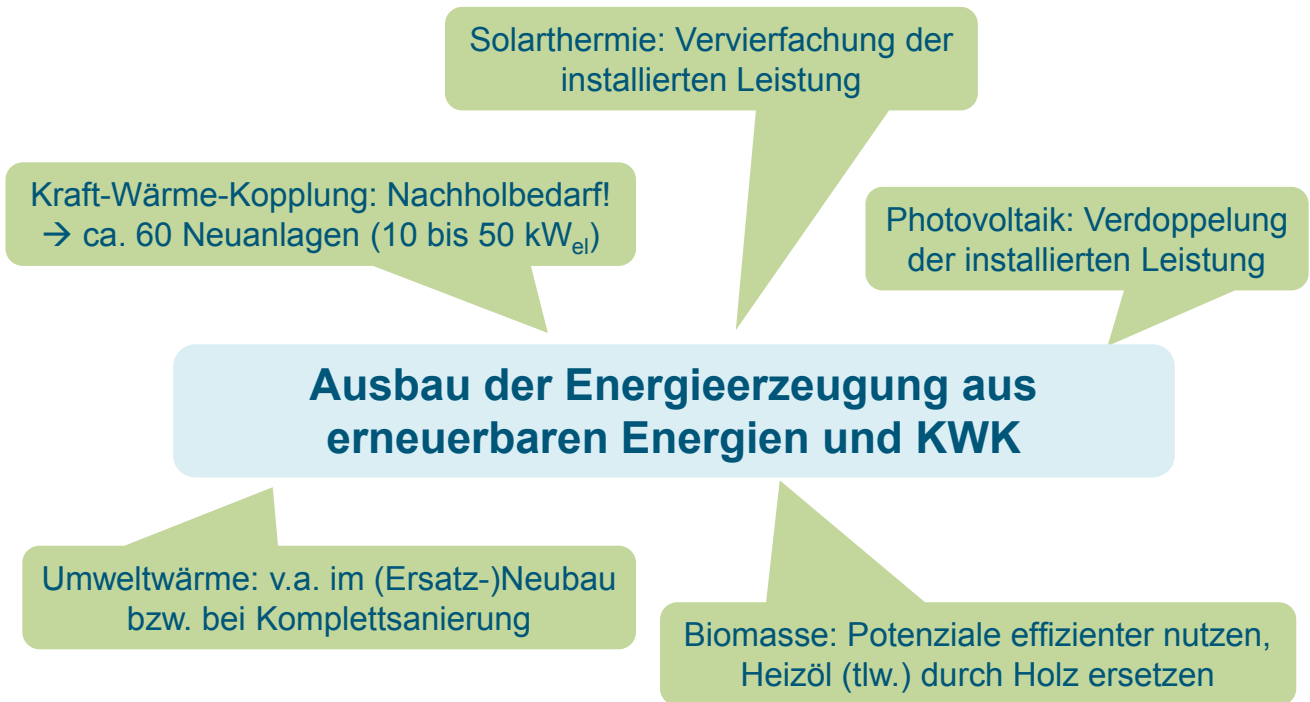 Solarthermie: Vervierfachung der
installierten Leistung
Kraft-Wärme-Kopplung: Nachholbedarf!
→ ca. 60 Neuanlagen (10 bis 50 kWel)
Photovoltaik: Verdoppelung
der installierten Leistung
Ausbau der Energieerzeugung aus
erneuerbaren Energien und KWK
Umweltwärme: v.a. im (Ersatz-)Neubau
bzw. bei Komplettsanierung
Biomasse: Potenziale effizienter nutzen,
Heizöl (tlw.) durch Holz ersetzen